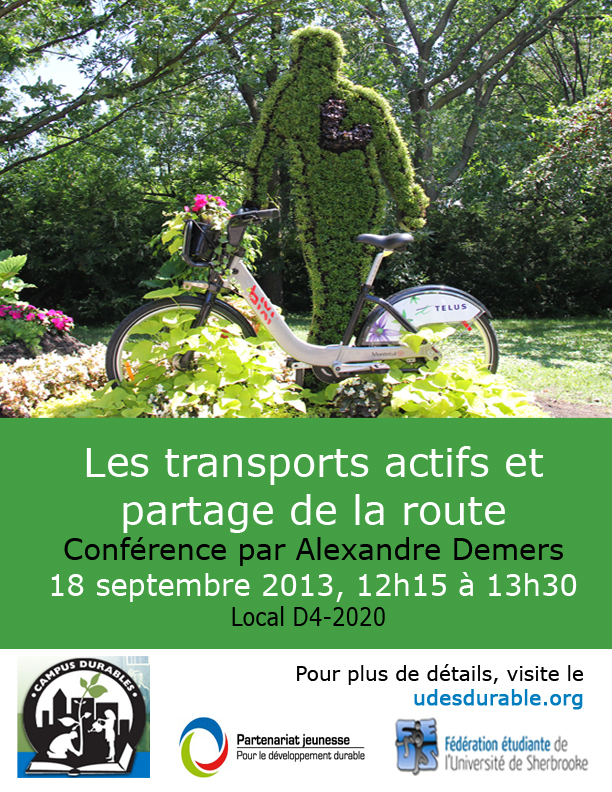 bixi
TELUS
Montréal
Les transports actifs et
partage de la route
Conférence par Alexandre Demers
18 septembre 2013, 12h15 à 13h30
Local D4-2020
Pour plus de détails, visite le
udesdurable.org
CAMPUS DURABLES
Partenariat jeunesse
Pour le développement durable
Fédération étudiante de
l'Université de Sherbrooke